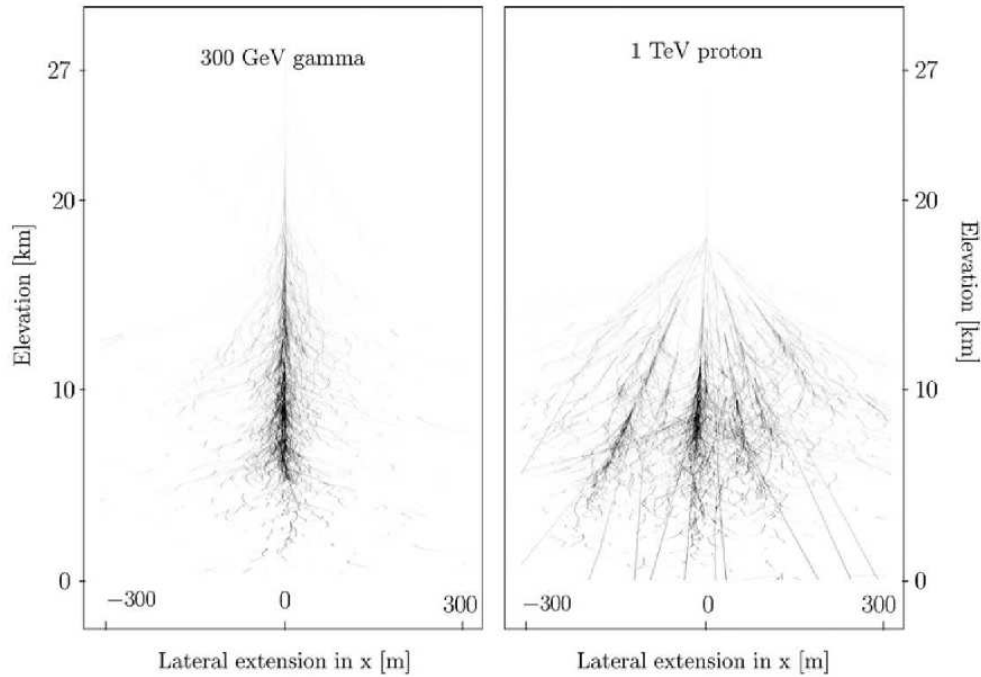 300 GeV gamma
27
20
10
0
Elevation [km]
−300
0
300
Lateral extension in x [m]
1 TeV proton
27
20
10
0
Elevation [km]
−300
0
300
Lateral extension in x [m]